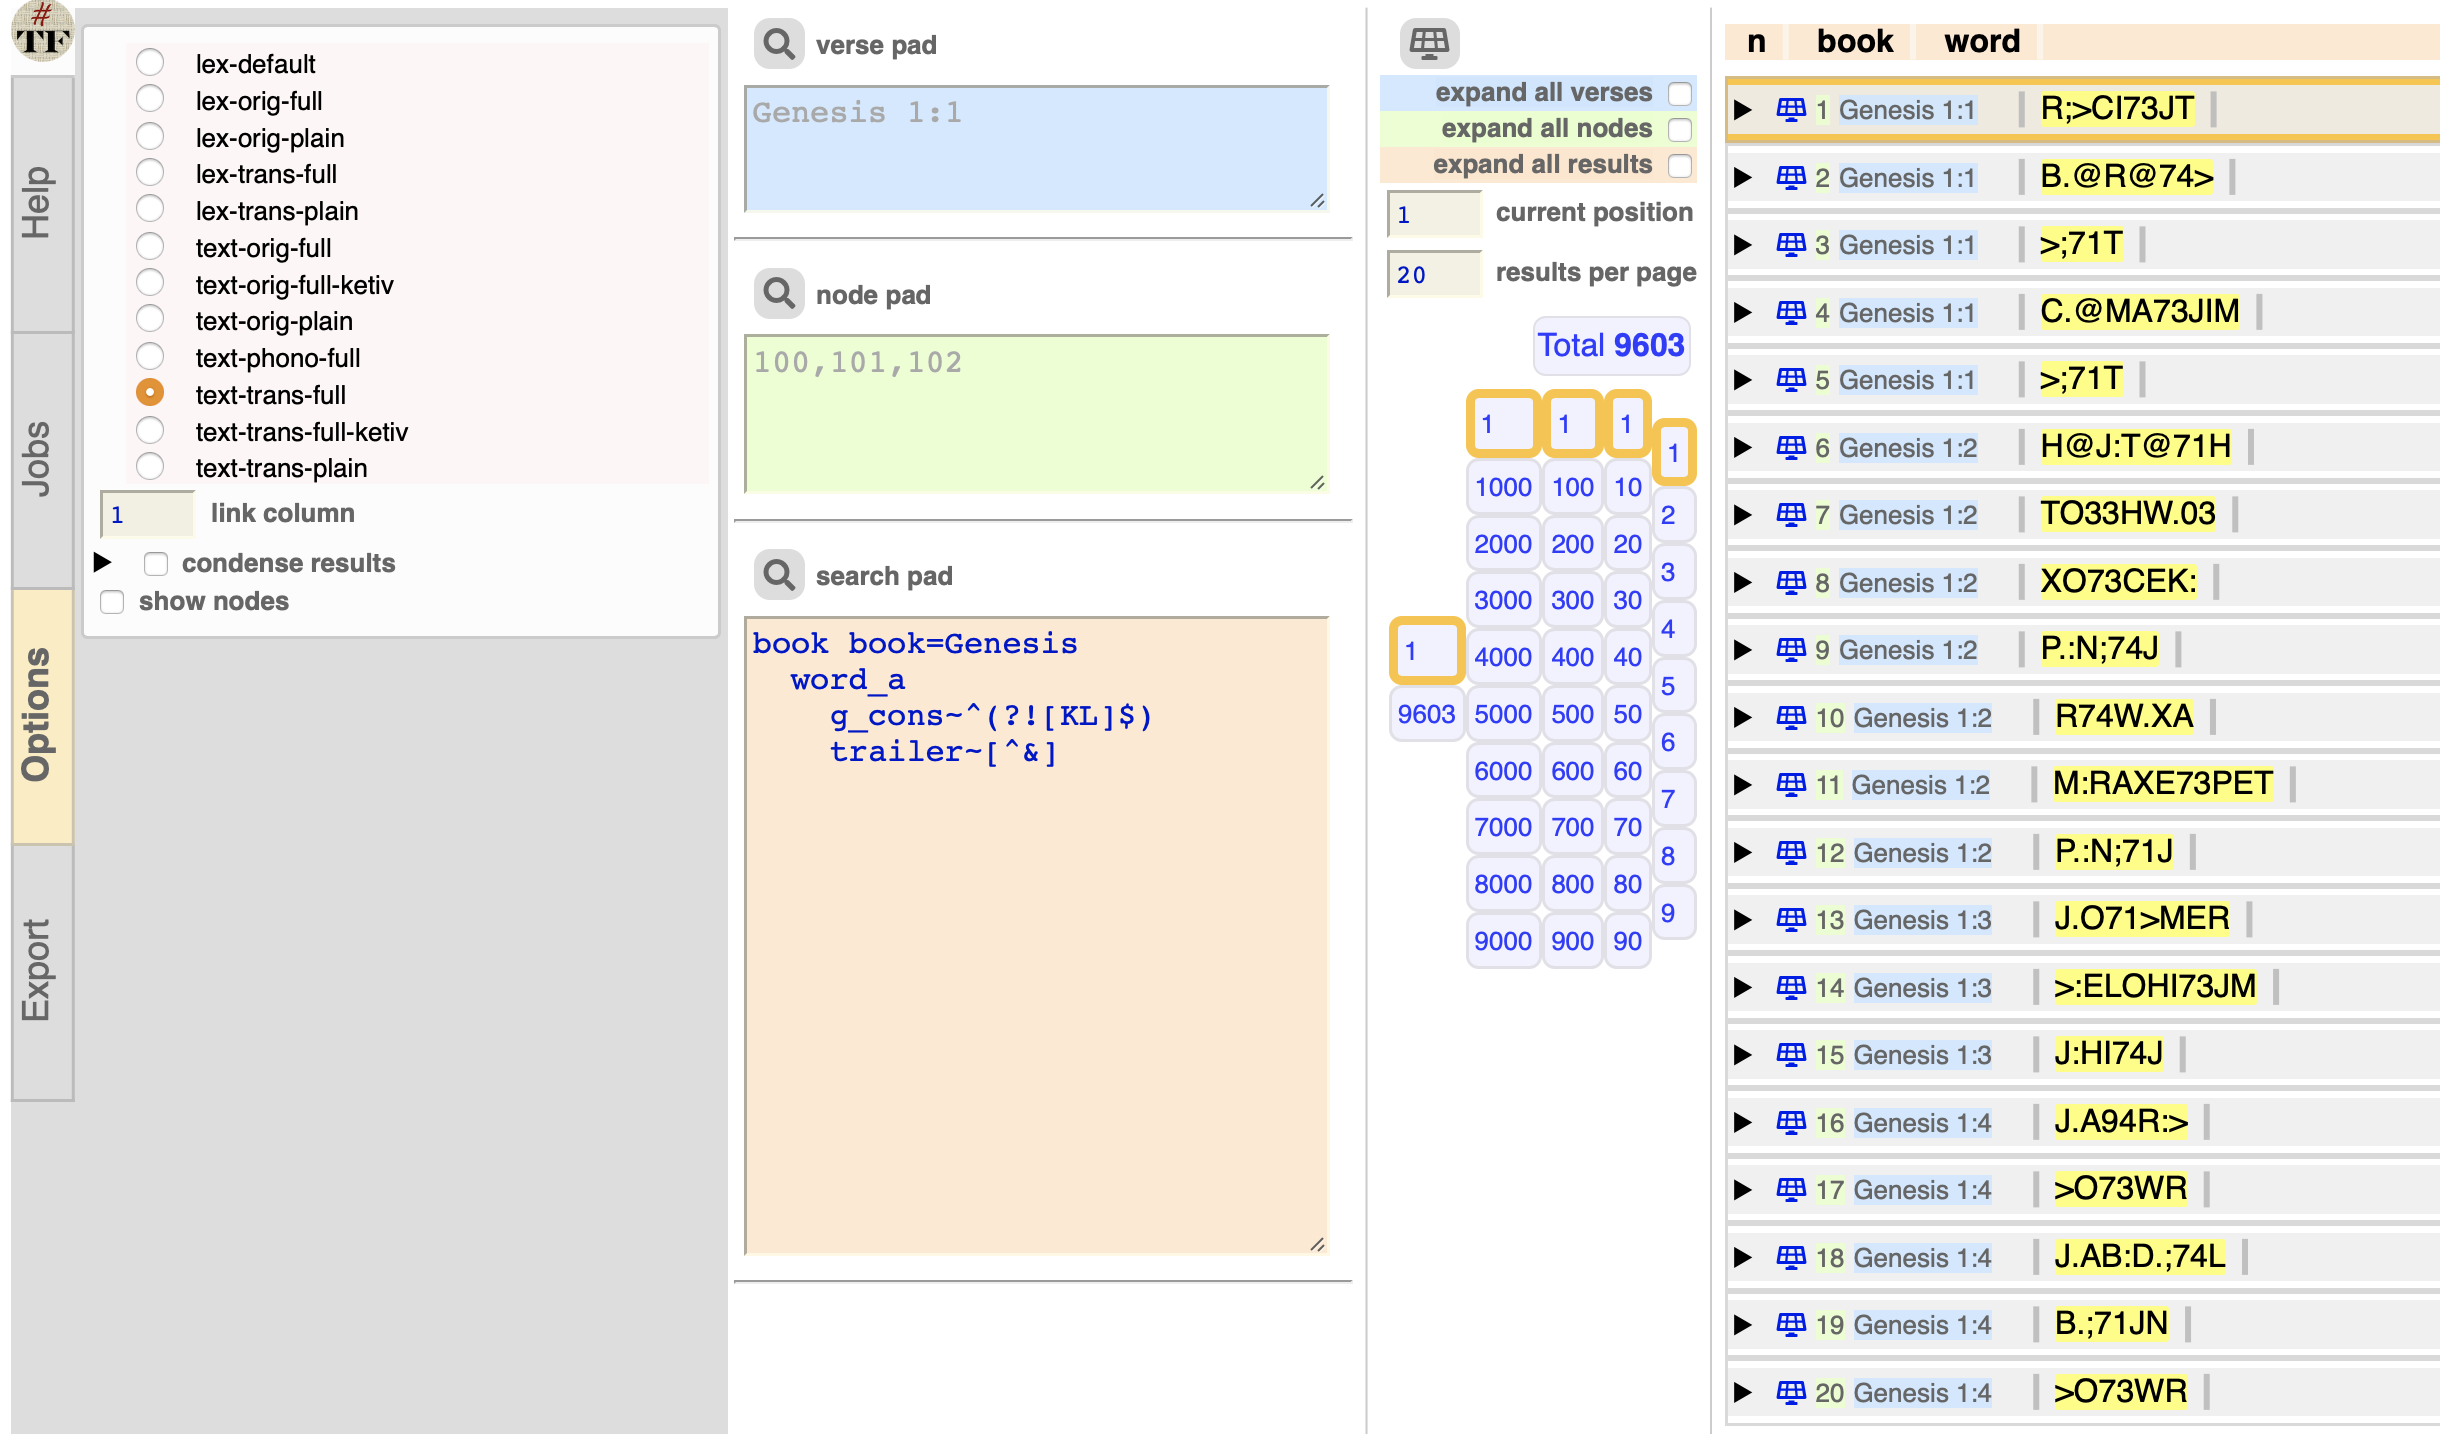 #
TF
Help
Jobs
Options
Export
lex-default
lex-orig-full
lex-orig-plain
lex-trans-full
lex-trans-plain
text-orig-full
text-orig-full-ketiv
text-orig-plain
text-phono-full
text-trans-full
text-trans-full-ketiv
text-trans-plain
1 link column
condense results
show nodes
verse pad
Genesis 1:1
node pad
100,101,102
search pad
book book=Genesis
word_a
g_cons~^(?![KL]$)
trailer~[^&]
expand all verses
expand all nodes
expand all results
1 current position
20 results per page
Total 9603
1 1 1 1
1000 100 10 2
2000 200 20 3
3000 300 30 4
1 4000 400 40 5
9603 5000 500 50 6
6000 600 60 7
7000 700 70 8
8000 800 80 9
9000 900 90
n book word
1 Genesis 1:1 R;>CI73JT
2 Genesis 1:1 B.@R@74>
3 Genesis 1:1 >;71T
4 Genesis 1:1 C.@MA73JIM
5 Genesis 1:1 >;71T
6 Genesis 1:2 H@J:T@71H
7 Genesis 1:2 TO33HW.03
8 Genesis 1:2 XO73CEK:
9 Genesis 1:2 P.:N;74J
10 Genesis 1:2 R74W.XA
11 Genesis 1:2 M:RAXE73PET
12 Genesis 1:2 P.:N;71J
13 Genesis 1:3 J.O71>MER
14 Genesis 1:3 >:ELOHI73JM
15 Genesis 1:3 J:HI74J
16 Genesis 1:4 J.A94R:>
17 Genesis 1:4 >O73WR
18 Genesis 1:4 J.AB:D.;74L
19 Genesis 1:4 B.;71JN
20 Genesis 1:4 >O73WR